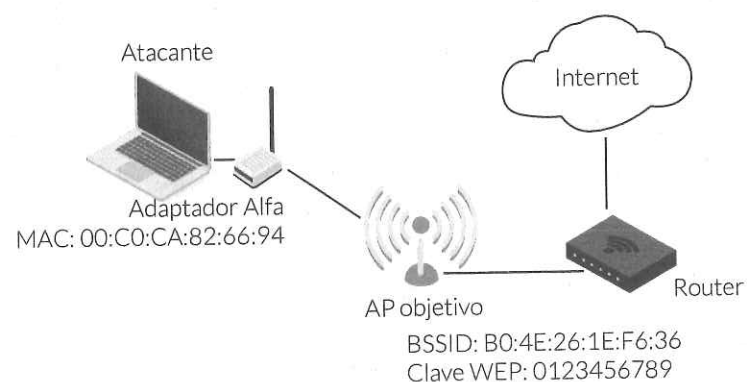 Atacante
Internet
Adaptador Alfa
MAC: 00:C0:CA:82:66:94
AP objetivo
Router
BSSID: B0:4E:26:1E:F6:36
Clave WEP: 0123456789